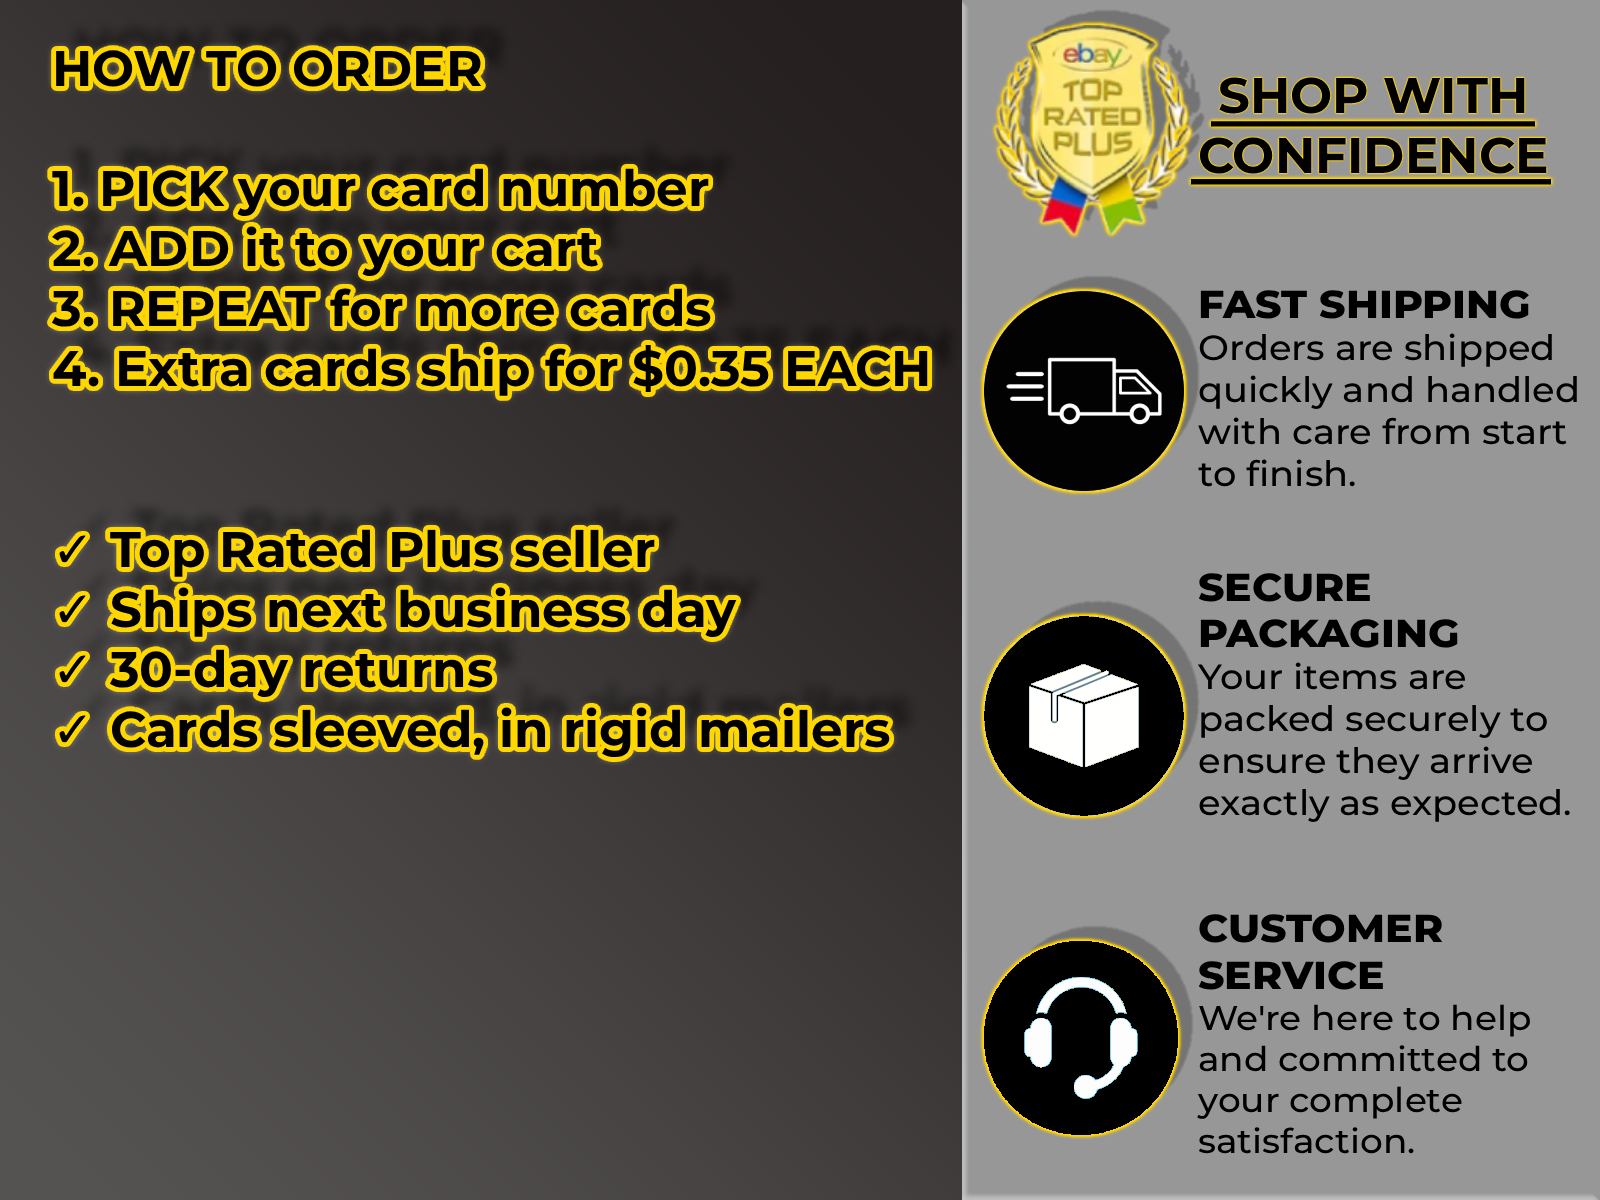 HOW TO ORDER
1. PICK your card number
2. ADD it to your cart
3. REPEAT for more cards
4. Extra cards ship for $0.35 EACH
✓ Top Rated Plus seller
✓ Ships next business day
✓ 30-day returns
✓ Cards sleeved, in rigid mailers
ebay
TOP
RATED
PLUS
SHOP WITH
CONFIDENCE
FAST SHIPPING
Orders are shipped
quickly and handled
with care from start
to finish.
SECURE
PACKAGING
Your items are
packed securely to
ensure they arrive
exactly as expected.
CUSTOMER
SERVICE
We're here to help
and committed to
your complete
satisfaction.